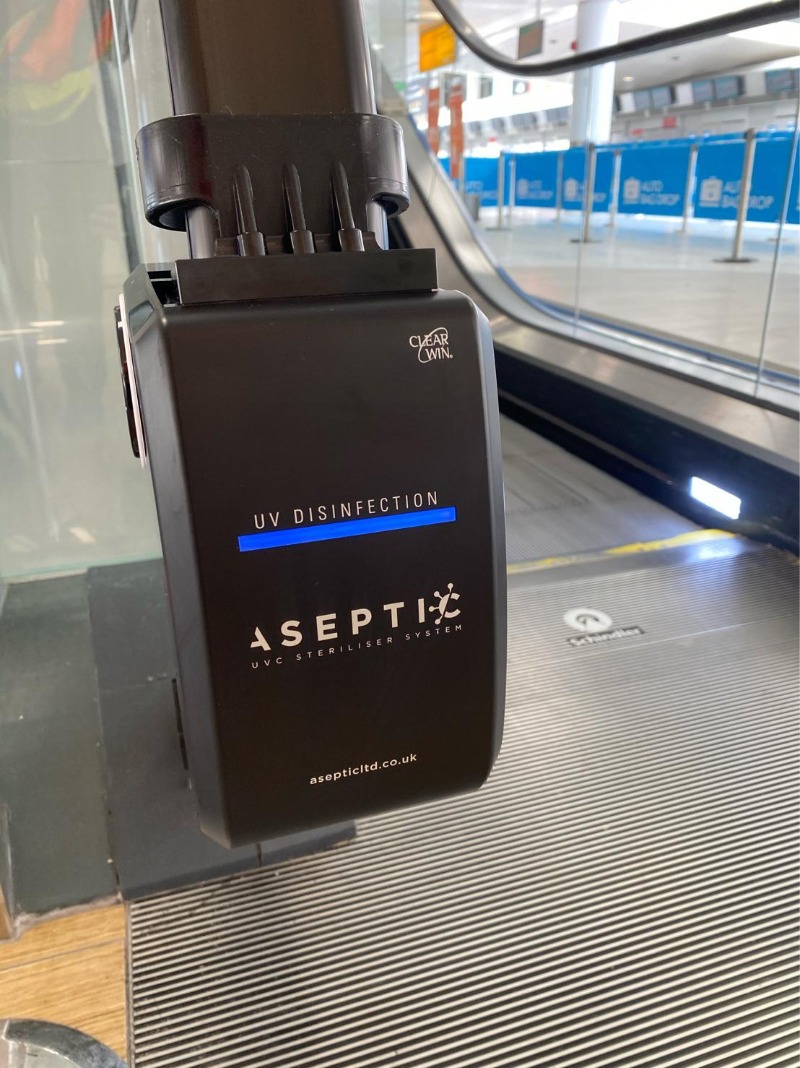 AUTO
BAG DROP
AUTO
BAG DROP
AUTO
BAG DROP
CLEAR
WIN®
UV DISINFECTION
ASEPTIC
UVC STERILISER SYSTEM
Schindler
asepticltd.co.uk